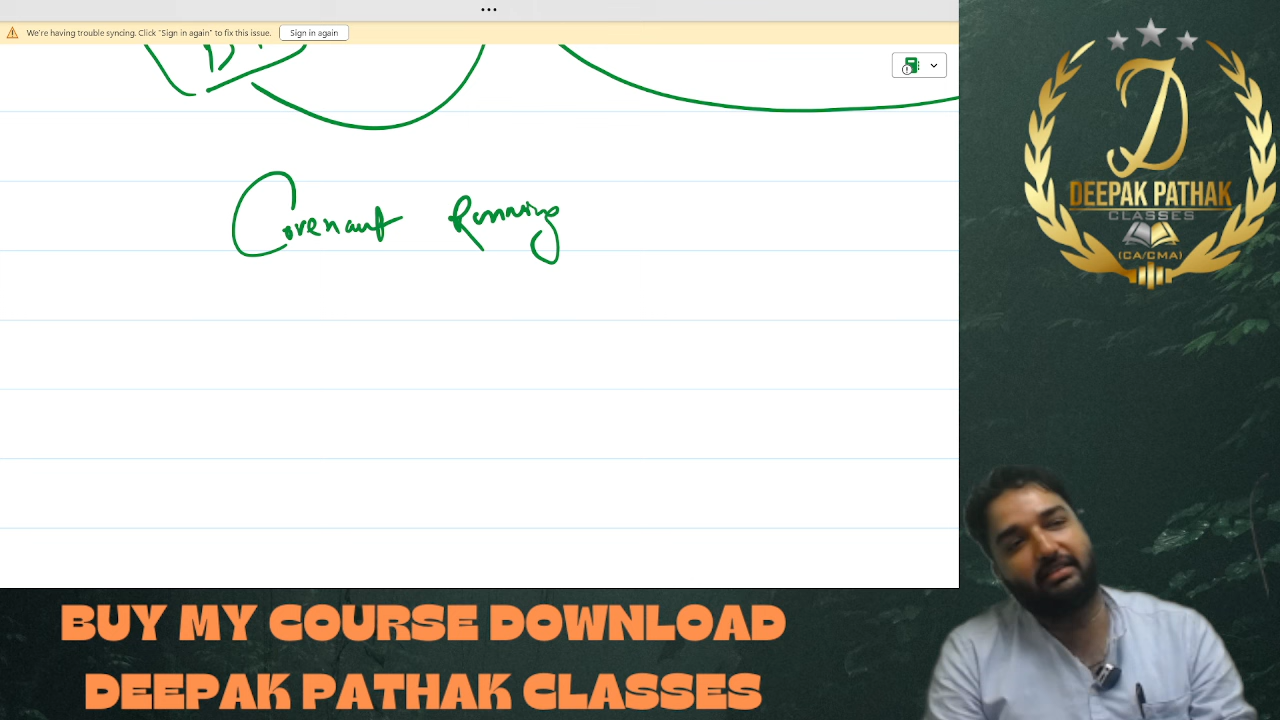 We're having trouble syncing. Click "Sign in again" to fix this issue. Sign in again
Covenant Running
D
DEEPAK PATHAK
CLASSES
(CA/CMA)
BUY MY COURSE DOWNLOAD
DEEPAK PATHAK CLASSES